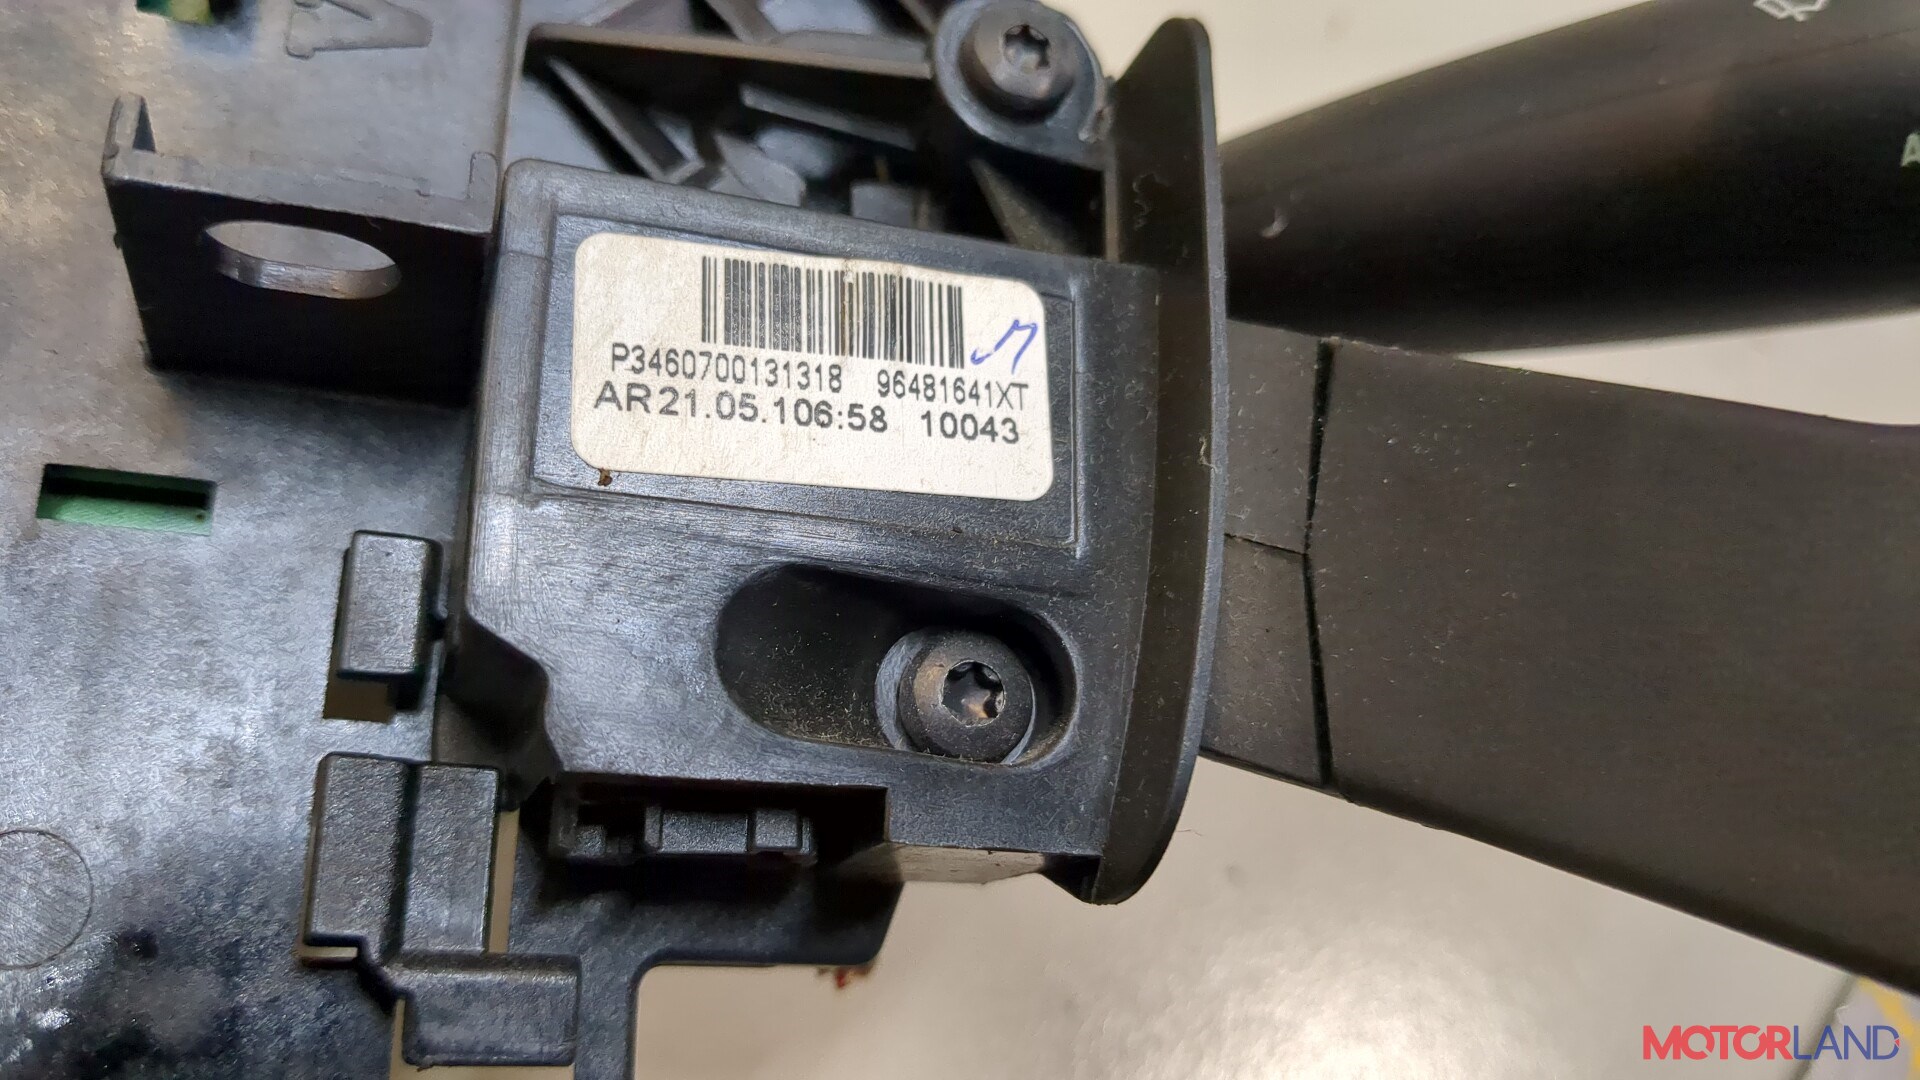 A
A
P3460700131318 96481641XT
AR21.05.106:58 10043
MOTORLAND